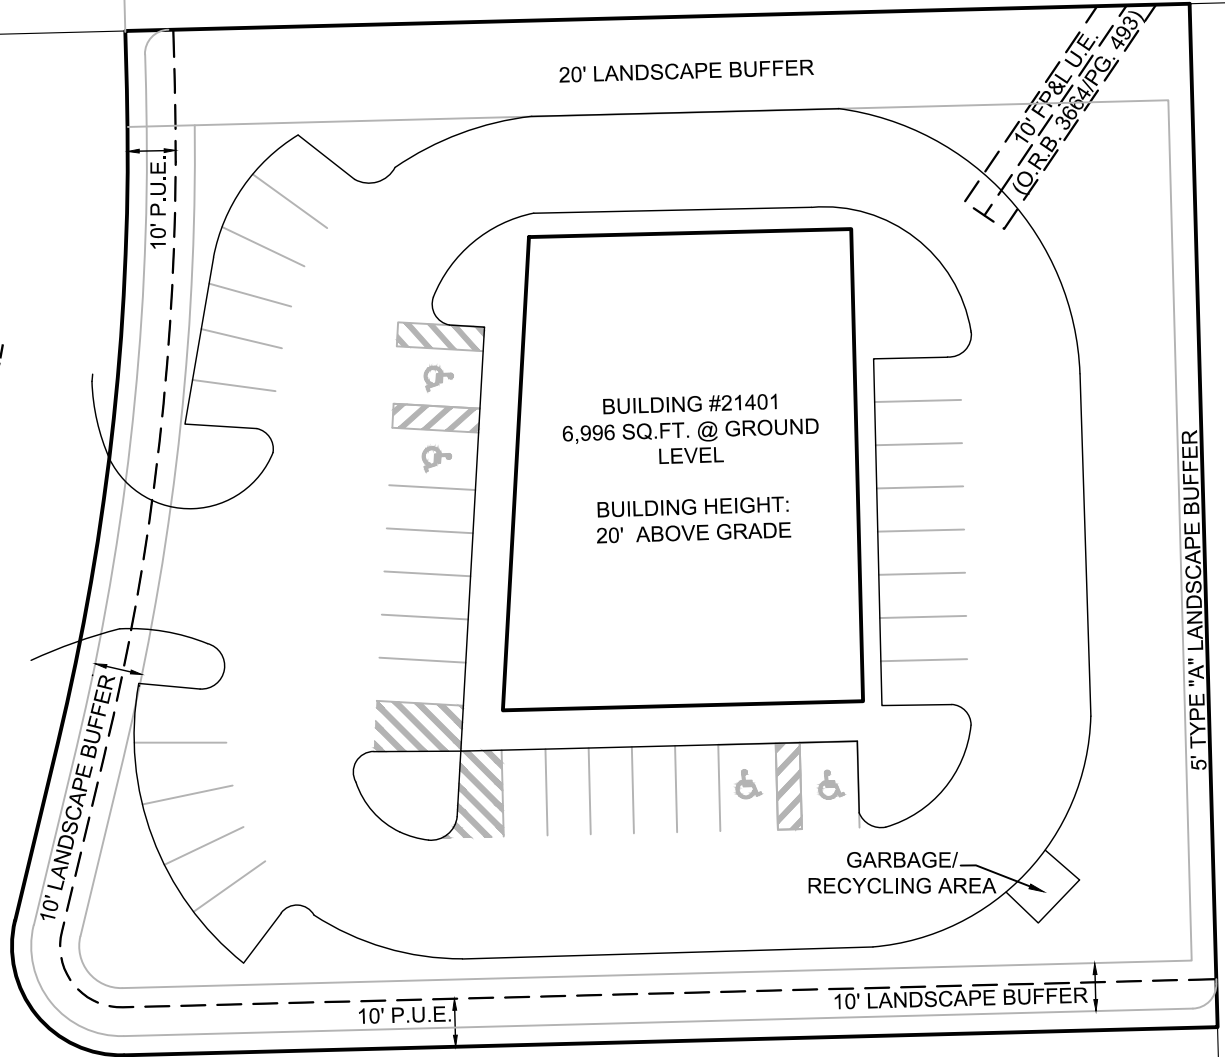 20' LANDSCAPE BUFFER
10' FP&L U.E.
(O.R.B. 3664/PG. 493)
10' P.U.E.
BUILDING #21401
6,996 SQ.FT. @ GROUND
LEVEL
BUILDING HEIGHT:
20' ABOVE GRADE
5' TYPE "A" LANDSCAPE BUFFER
10' LANDSCAPE BUFFER
GARBAGE/
RECYCLING AREA
10' P.U.E.
10' LANDSCAPE BUFFER